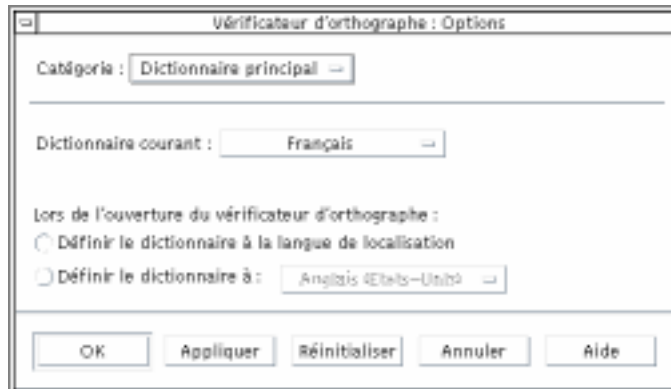 Vérificateur d'orthographe : Options
Catégorie : Dictionnaire principal
Dictionnaire courant : Français
Lors de l'ouverture du vérificateur d'orthographe :
Définir le dictionnaire à la langue de localisation
Définir le dictionnaire à : Anglais (Etats-Unis)
OK Appliquer Réinitialiser Annuler Aide